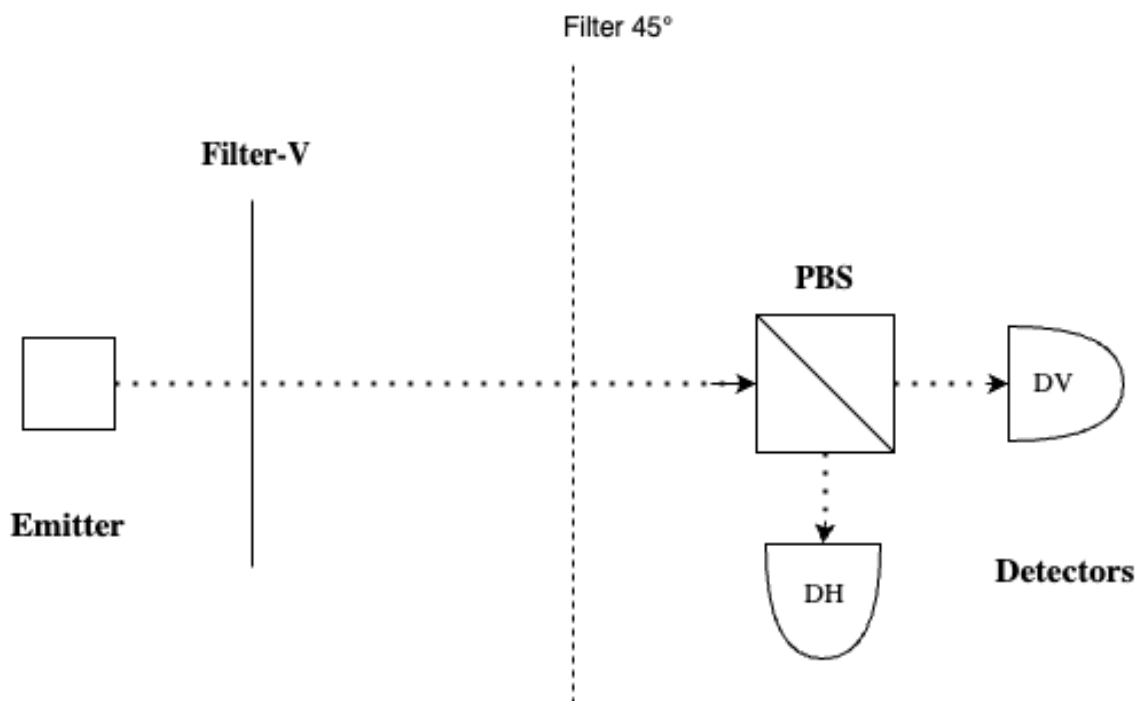 Filter 45°
Filter-V
PBS
DV
Emitter
DH
Detectors